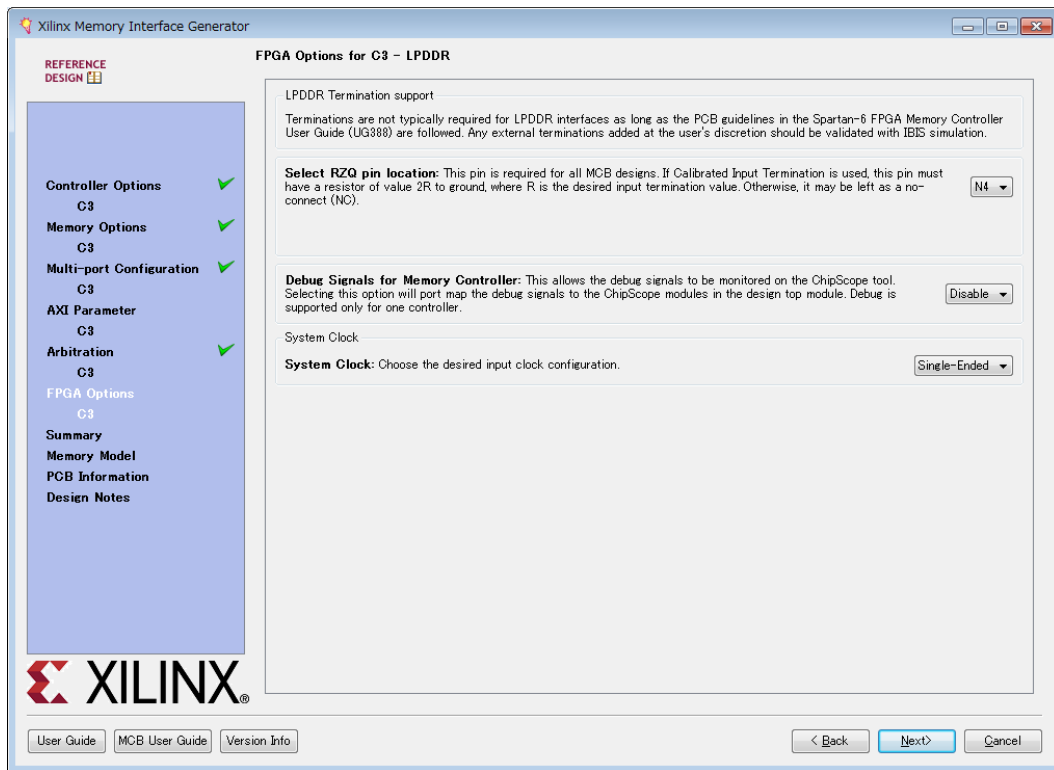 Xilinx Memory Interface Generator
REFERENCE
DESIGN
FPGA Options for C3 - LPDDR
Controller Options
C3
Memory Options
C3
Multi-port Configuration
C3
AXI Parameter
C3
Arbitration
C3
FPGA Options
C3
Summary
Memory Model
PCB Information
Design Notes
XILINX®
LPDDR Termination support
Terminations are not typically required for LPDDR interfaces as long as the PCB guidelines in the Spartan-6 FPGA Memory Controller
User Guide (UG388) are followed. Any external terminations added at the user's discretion should be validated with IBIS simulation.
Select RZQ pin location: This pin is required for all MCB designs. If Calibrated Input Termination is used, this pin must
have a resistor of value 2R to ground, where R is the desired input termination value. Otherwise, it may be left as a no-
connect (NC).
N4
Debug Signals for Memory Controller: This allows the debug signals to be monitored on the ChipScope tool.
Selecting this option will port map the debug signals to the ChipScope modules in the design top module. Debug is
supported only for one controller.
Disable
System Clock
System Clock: Choose the desired input clock configuration.
Single-Ended
User Guide
MCB User Guide
Version Info
< Back
Next>
Cancel